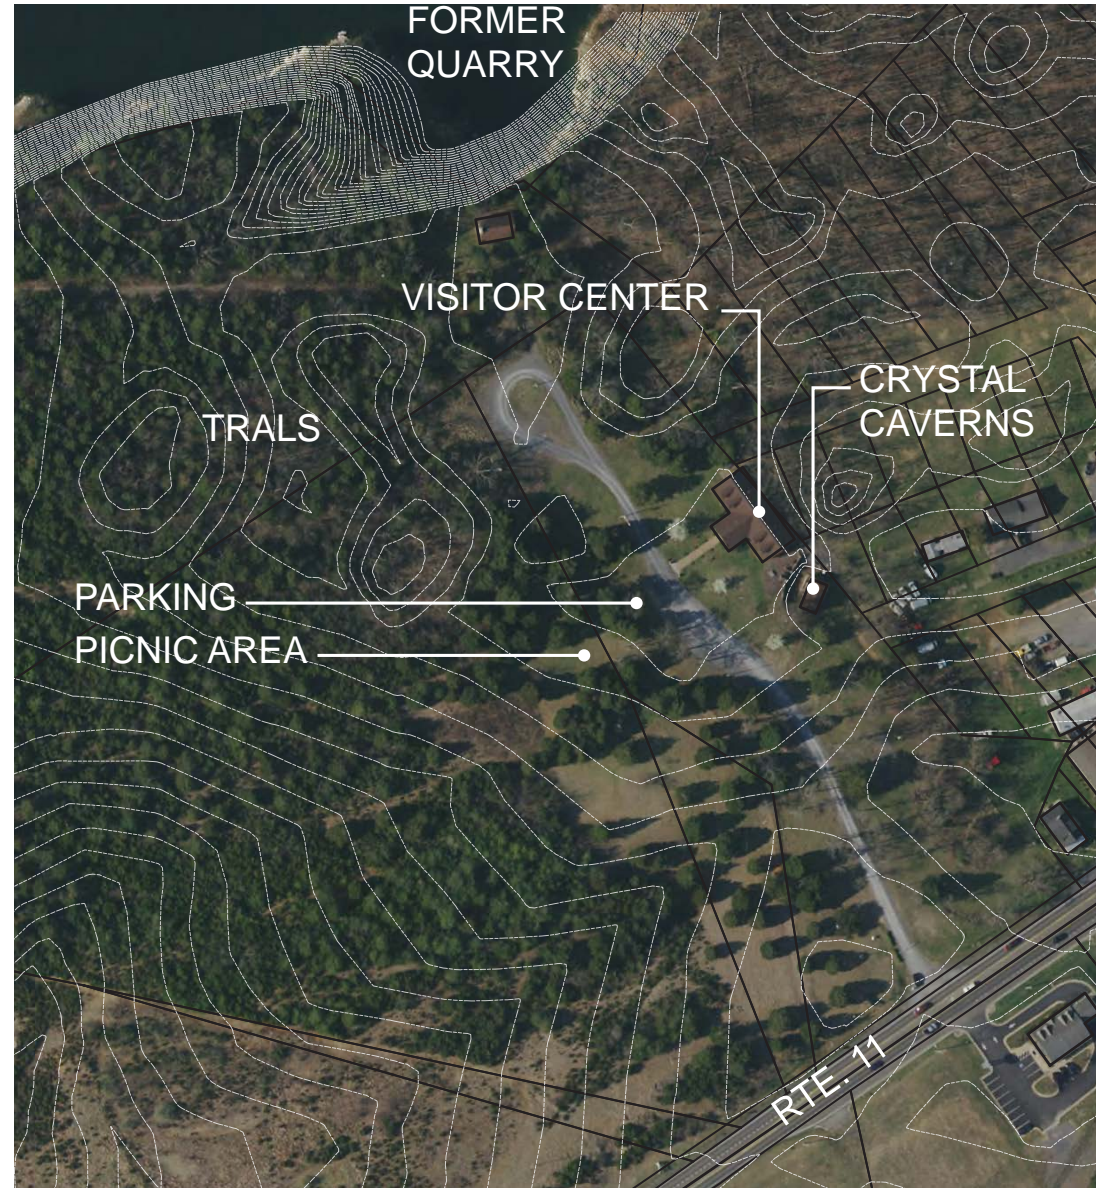 FORMER
QUARRY
VISITOR CENTER
CRYSTAL
CAVERNS
TRALS
PARKING
PICNIC AREA
RTE. 11